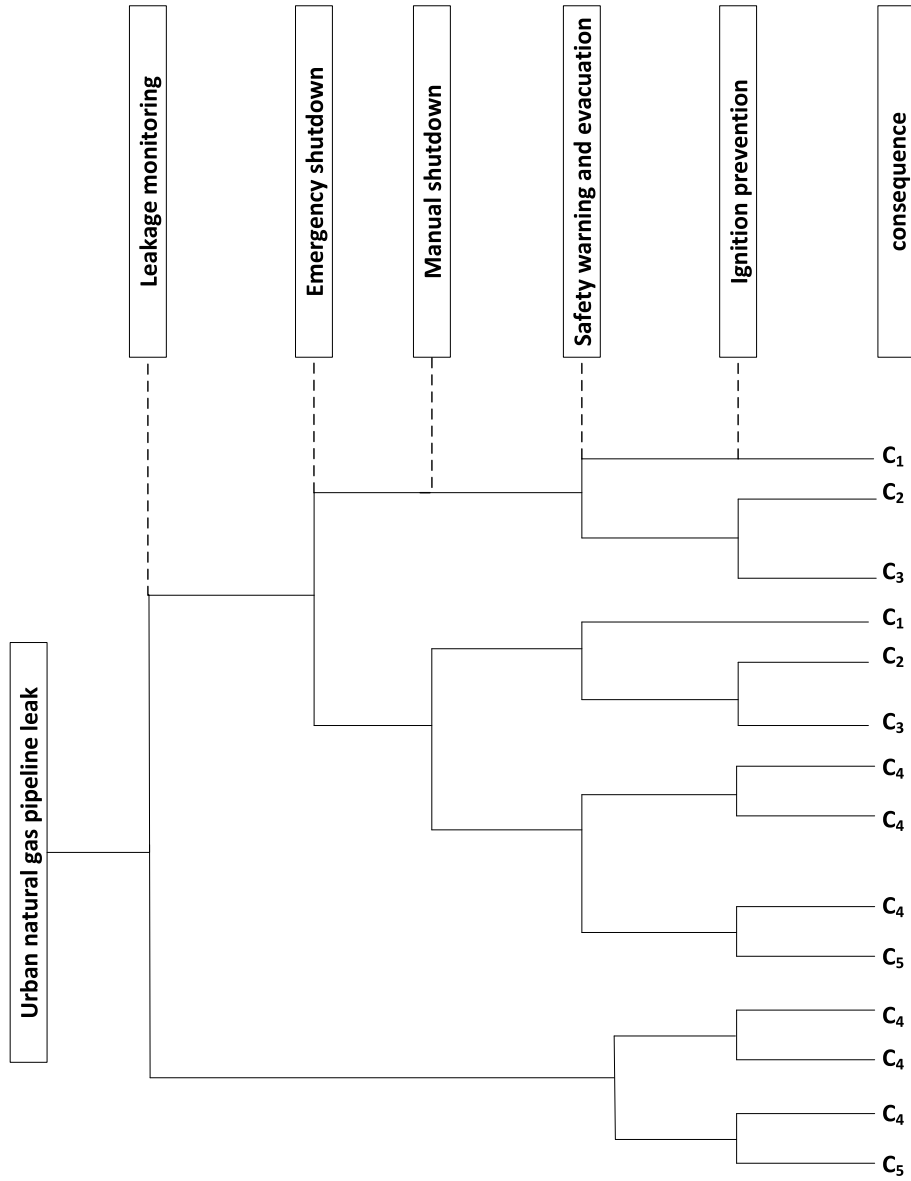 Leakage monitoring
Emergency shutdown
Manual shutdown
Safety warning and evacuation
Ignition prevention
consequence
Urban natural gas pipeline leak
C₁
C₂
C₃
C₁
C₂
C₃
C₄
C₄
C₄
C₅
C₄
C₄
C₄
C₅